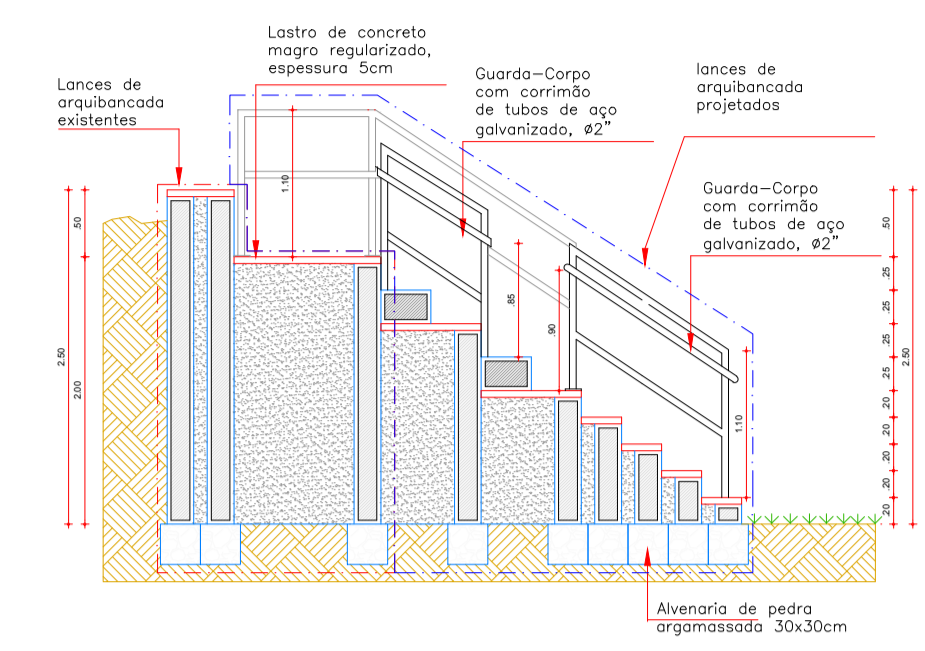 Lastro de concreto
magro regularizado,
espessura 5cm
Lances de
arquibancada
existentes
Guarda-Corpo
com corrimão
de tubos de aço
galvanizado, ø2"
lances de
arquibancada
projetados
Guarda-Corpo
com corrimão
de tubos de aço
galvanizado, ø2"
1.10
.50
2.50
2.00
.85
.90
1.10
.50
.25
.25
.25
.25
.20
.20
.20
.20
.20
2.50
Alvenaria de pedra
argamassada 30x30cm